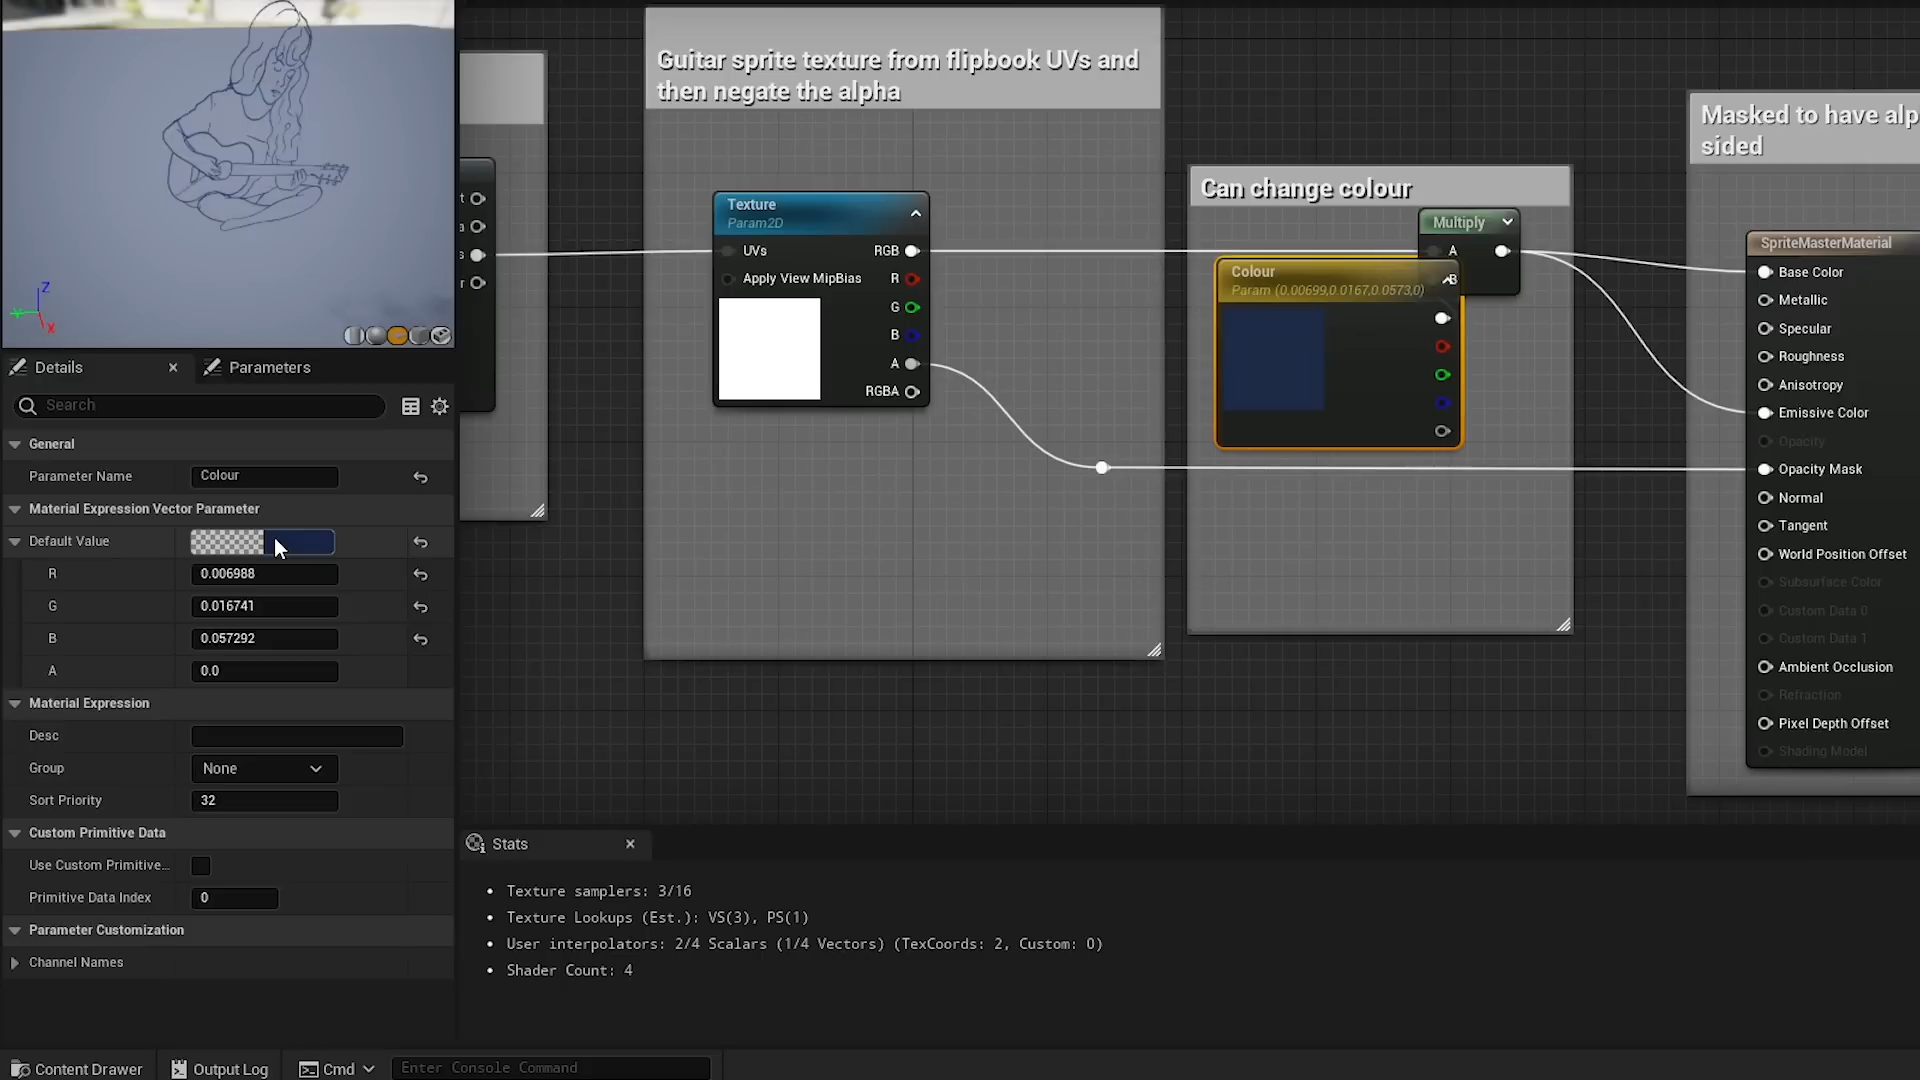 Z
Y
X
Details
Parameters
Search
General
Parameter Name
Colour
Material Expression Vector Parameter
Default Value
R
0.006988
G
0.016741
B
0.057292
A
0.0
Material Expression
Desc
Group
None
Sort Priority
32
Custom Primitive Data
Use Custom Primitive...
Primitive Data Index
0
Parameter Customization
Channel Names
t
a
s
r
Guitar sprite texture from flipbook UVs and
then negate the alpha
Texture
Param2D
UVs
RGB
Apply View MipBias
R
G
B
A
RGBA
Can change colour
Multiply
A
B
Colour
Param (0.00699,0.0167,0.0573,0)
Masked to have alp
sided
SpriteMasterMaterial
Base Color
Metallic
Specular
Roughness
Anisotropy
Emissive Color
Opacity
Opacity Mask
Normal
Tangent
World Position Offset
Subsurface Color
Custom Data 0
Custom Data 1
Ambient Occlusion
Refraction
Pixel Depth Offset
Shading Model
Stats
Texture samplers: 3/16
Texture Lookups (Est.): VS(3), PS(1)
User interpolators: 2/4 Scalars (1/4 Vectors) (TexCoords: 2, Custom: 0)
Shader Count: 4
Content Drawer
Output Log
Cmd
Enter Console Command